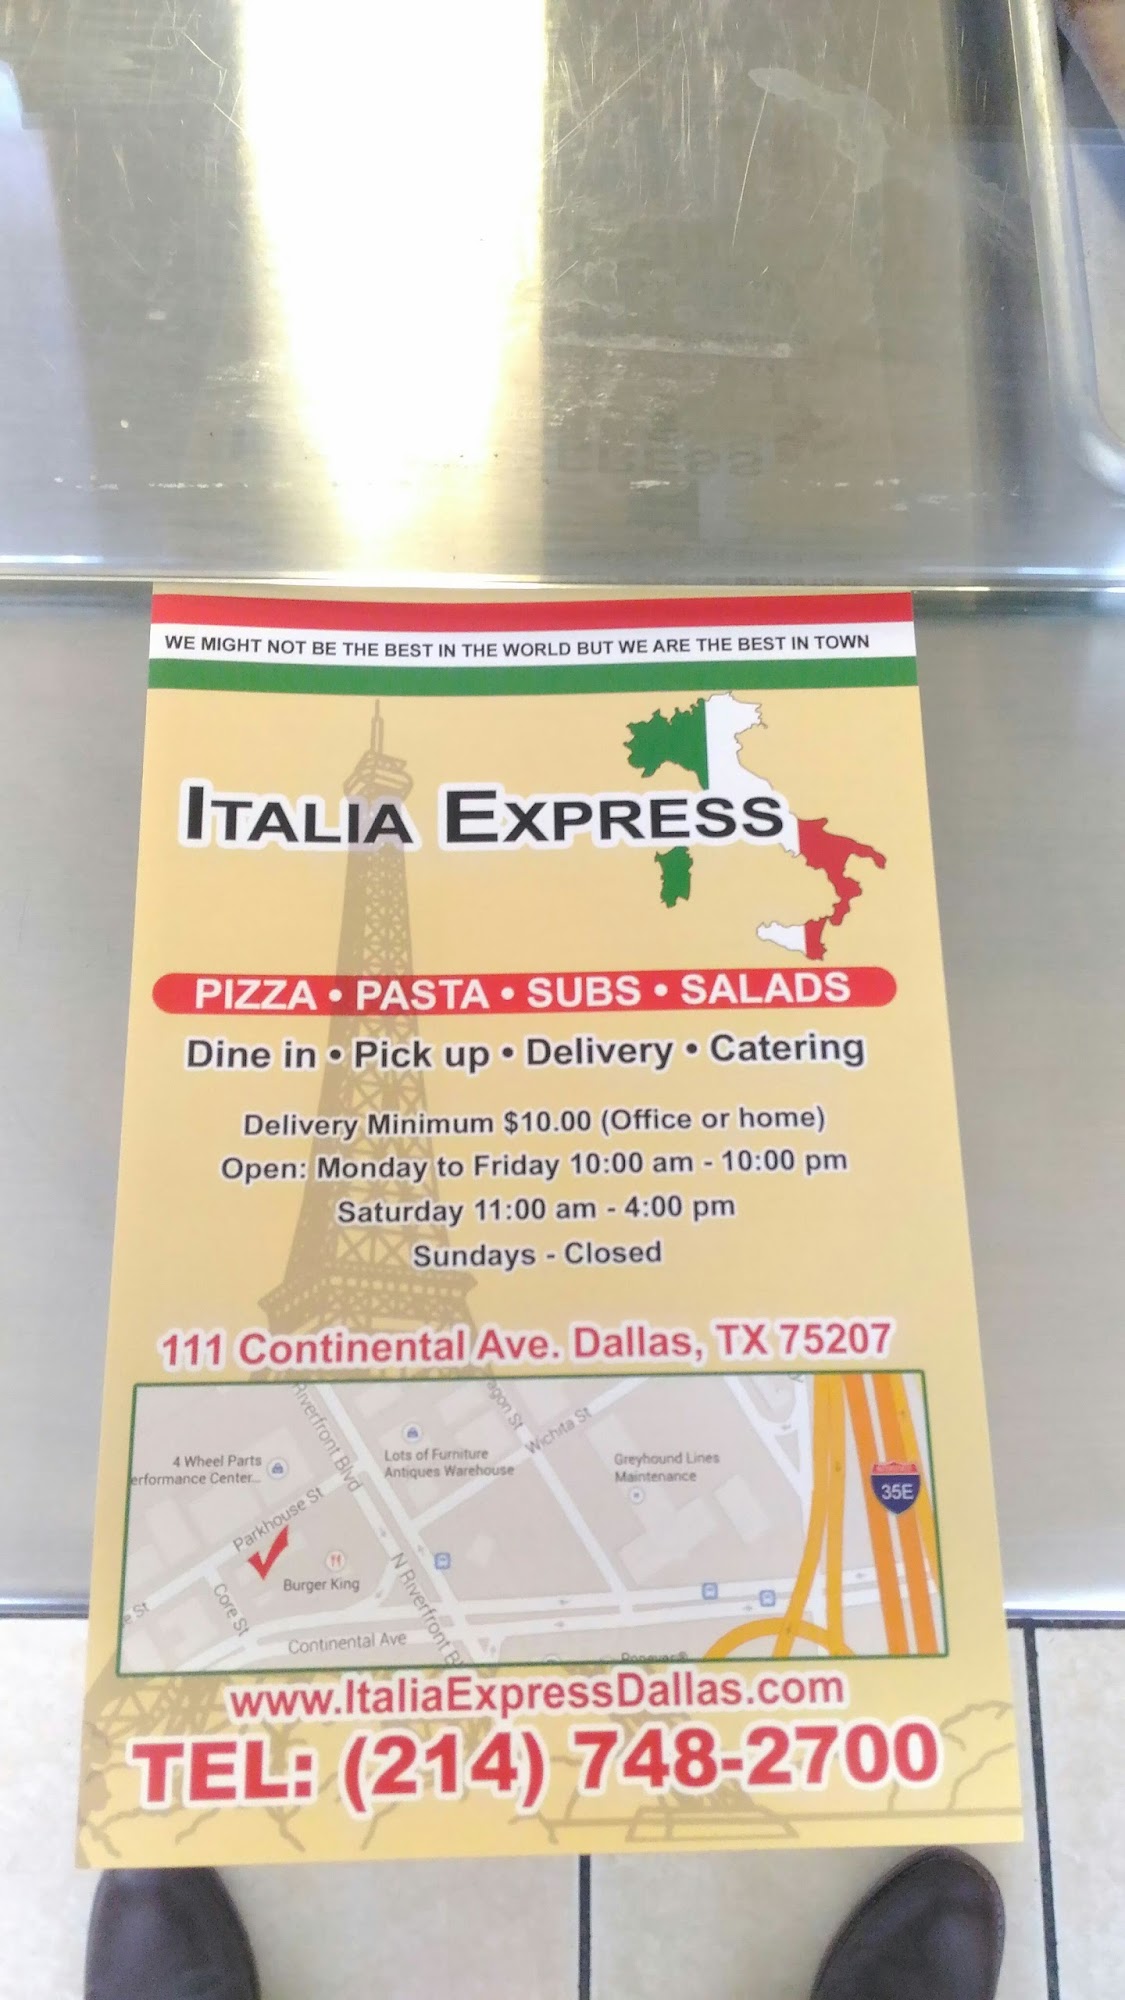 WE MIGHT NOT BE THE BEST IN THE WORLD BUT WE ARE THE BEST IN TOWN
ITALIA EXPRESS
PIZZA • PASTA • SUBS • SALADS
Dine in • Pick up • Delivery • Catering
Delivery Minimum $10.00 (Office or home)
Open: Monday to Friday 10:00 am - 10:00 pm
Saturday 11:00 am - 4:00 pm
Sundays - Closed
111 Continental Ave. Dallas, TX 75207
Riverfront Blvd
agon St
Wichita St
4 Wheel Parts
erformance Center...
Lots of Furniture
Antiques Warehouse
Greyhound Lines
Maintenance
35E
Parkhouse St
Burger King
Core St
e St
N Riverfront B
Continental Ave
www.ItaliaExpressDallas.com
TEL: (214) 748-2700